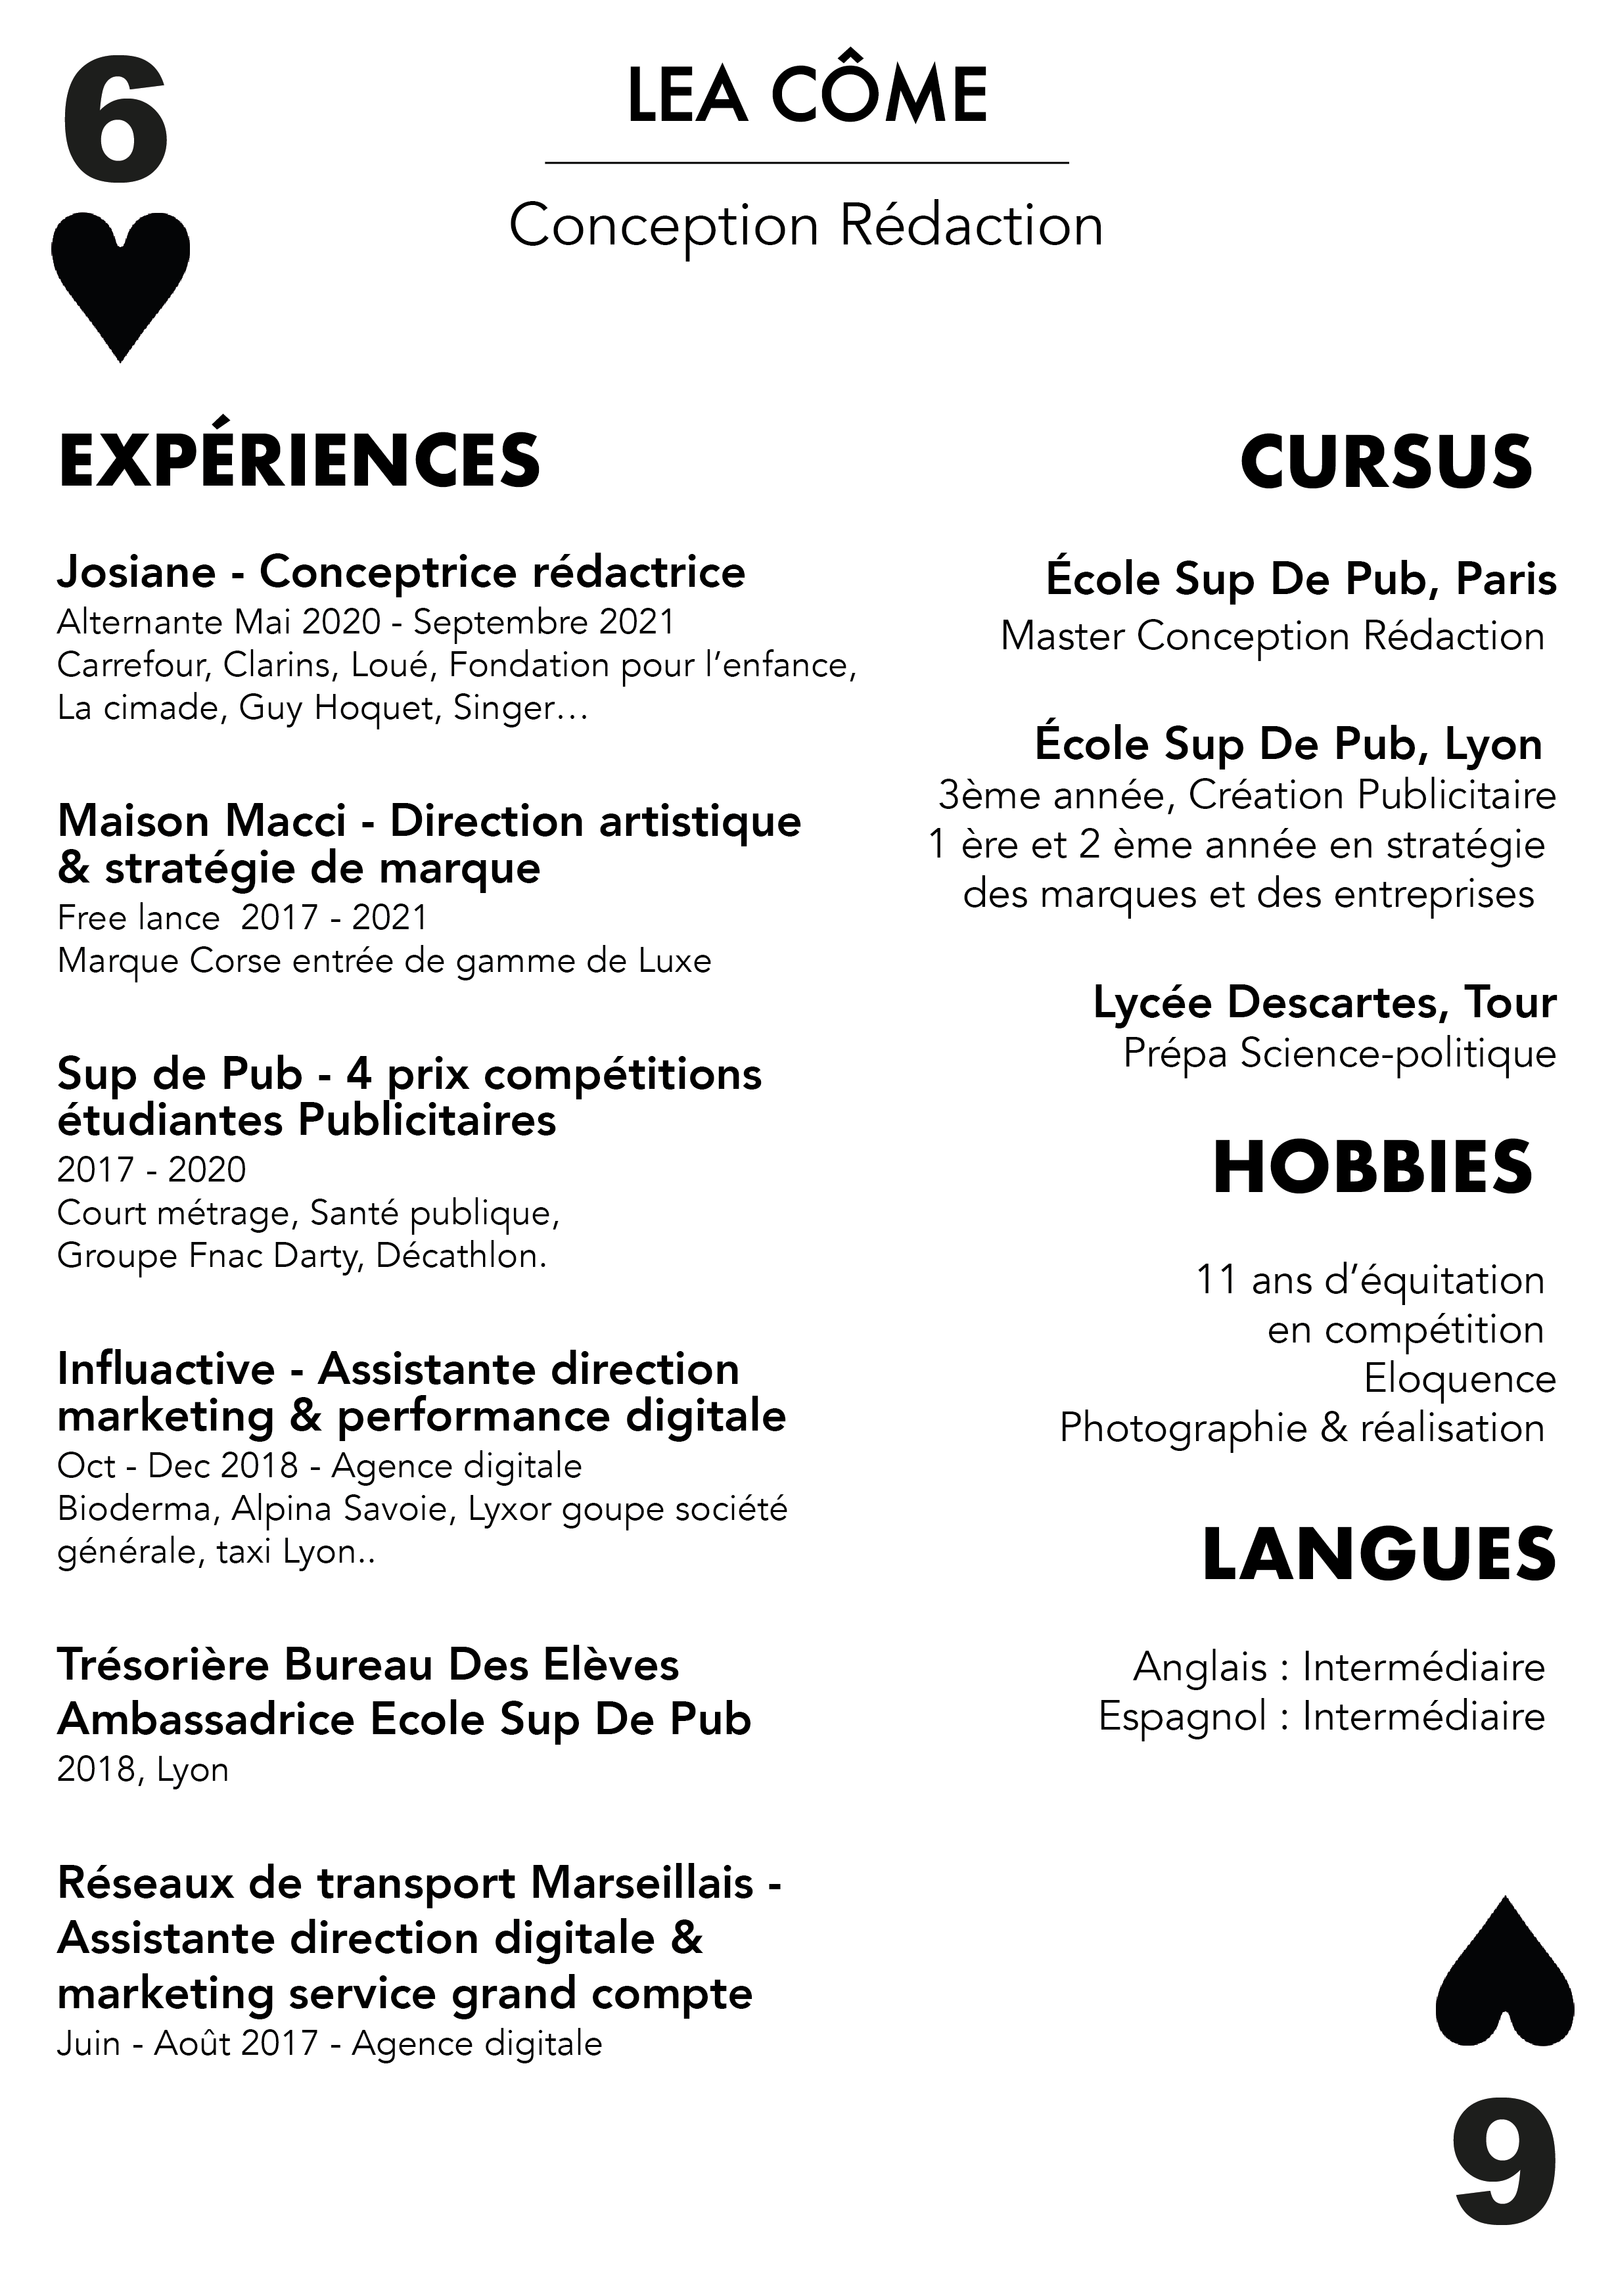 6
LEA CÔME
Conception Rédaction
EXPÉRIENCES
Josiane - Conceptrice rédactrice
Alternante Mai 2020 - Septembre 2021
Carrefour, Clarins, Loué, Fondation pour l’enfance,
La cimade, Guy Hoquet, Singer…
Maison Macci - Direction artistique
& stratégie de marque
Free lance  2017 - 2021
Marque Corse entrée de gamme de Luxe
Sup de Pub - 4 prix compétitions
étudiantes Publicitaires
2017 - 2020
Court métrage, Santé publique,
Groupe Fnac Darty, Décathlon.
Influactive - Assistante direction
marketing & performance digitale
Oct - Dec 2018 - Agence digitale
Bioderma, Alpina Savoie, Lyxor goupe société
générale, taxi Lyon..
Trésorière Bureau Des Elèves
Ambassadrice Ecole Sup De Pub
2018, Lyon
Réseaux de transport Marseillais -
Assistante direction digitale &
marketing service grand compte
Juin - Août 2017 - Agence digitale
CURSUS
École Sup De Pub, Paris
Master Conception Rédaction
École Sup De Pub, Lyon
3ème année, Création Publicitaire
1 ère et 2 ème année en stratégie
des marques et des entreprises
Lycée Descartes, Tour
Prépa Science-politique
HOBBIES
11 ans d’équitation
en compétition
Eloquence
Photographie & réalisation
LANGUES
Anglais : Intermédiaire
Espagnol : Intermédiaire
6